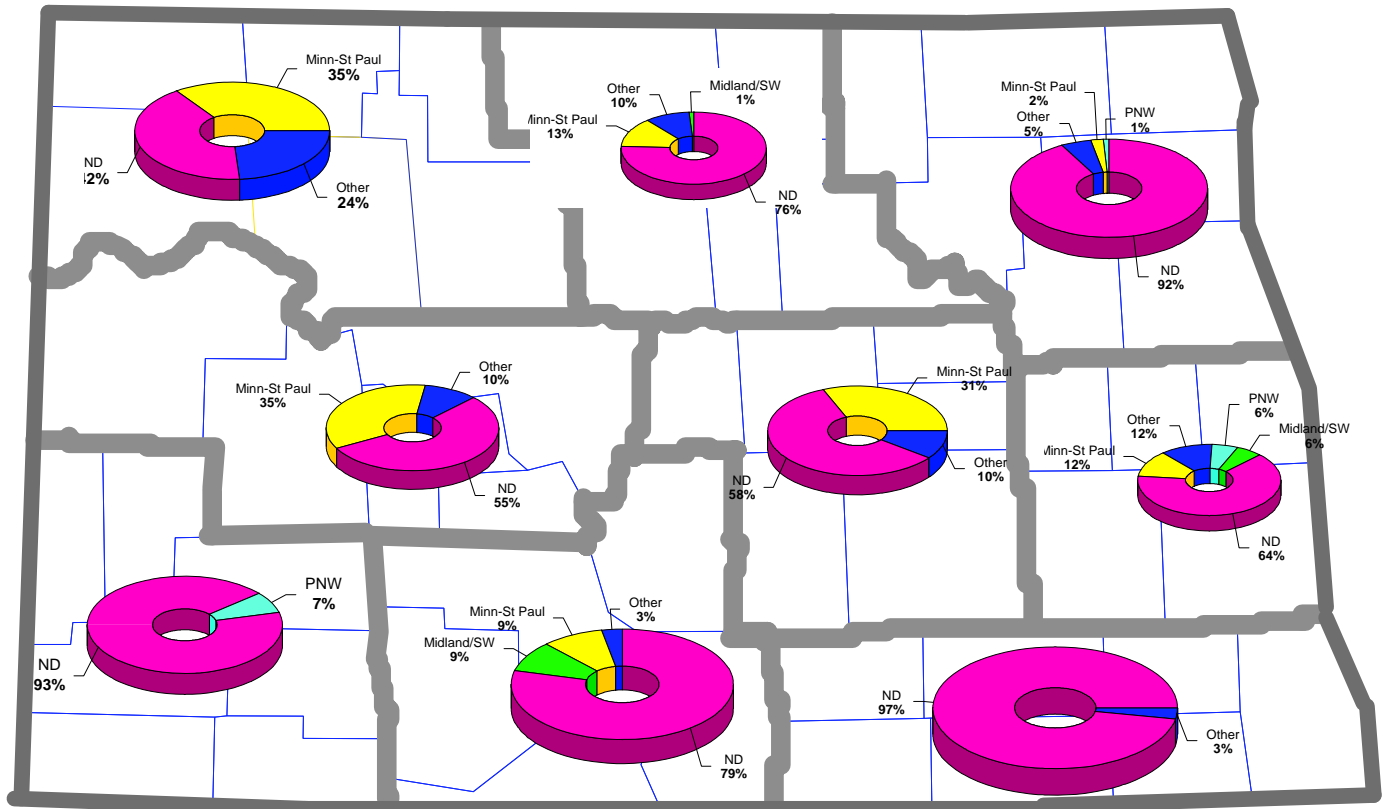 Minn-St Paul
35%
ND
42%
Other
24%
Other
10%
Midland/SW
1%
Minn-St Paul
13%
ND
76%
Minn-St Paul
2%
Other
5%
PNW
1%
ND
92%
Minn-St Paul
35%
Other
10%
ND
55%
Minn-St Paul
31%
ND
58%
Other
10%
PNW
6%
Other
12%
Midland/SW
6%
Minn-St Paul
12%
ND
64%
PNW
7%
ND
93%
Other
3%
Minn-St Paul
9%
Midland/SW
9%
ND
79%
ND
97%
Other
3%